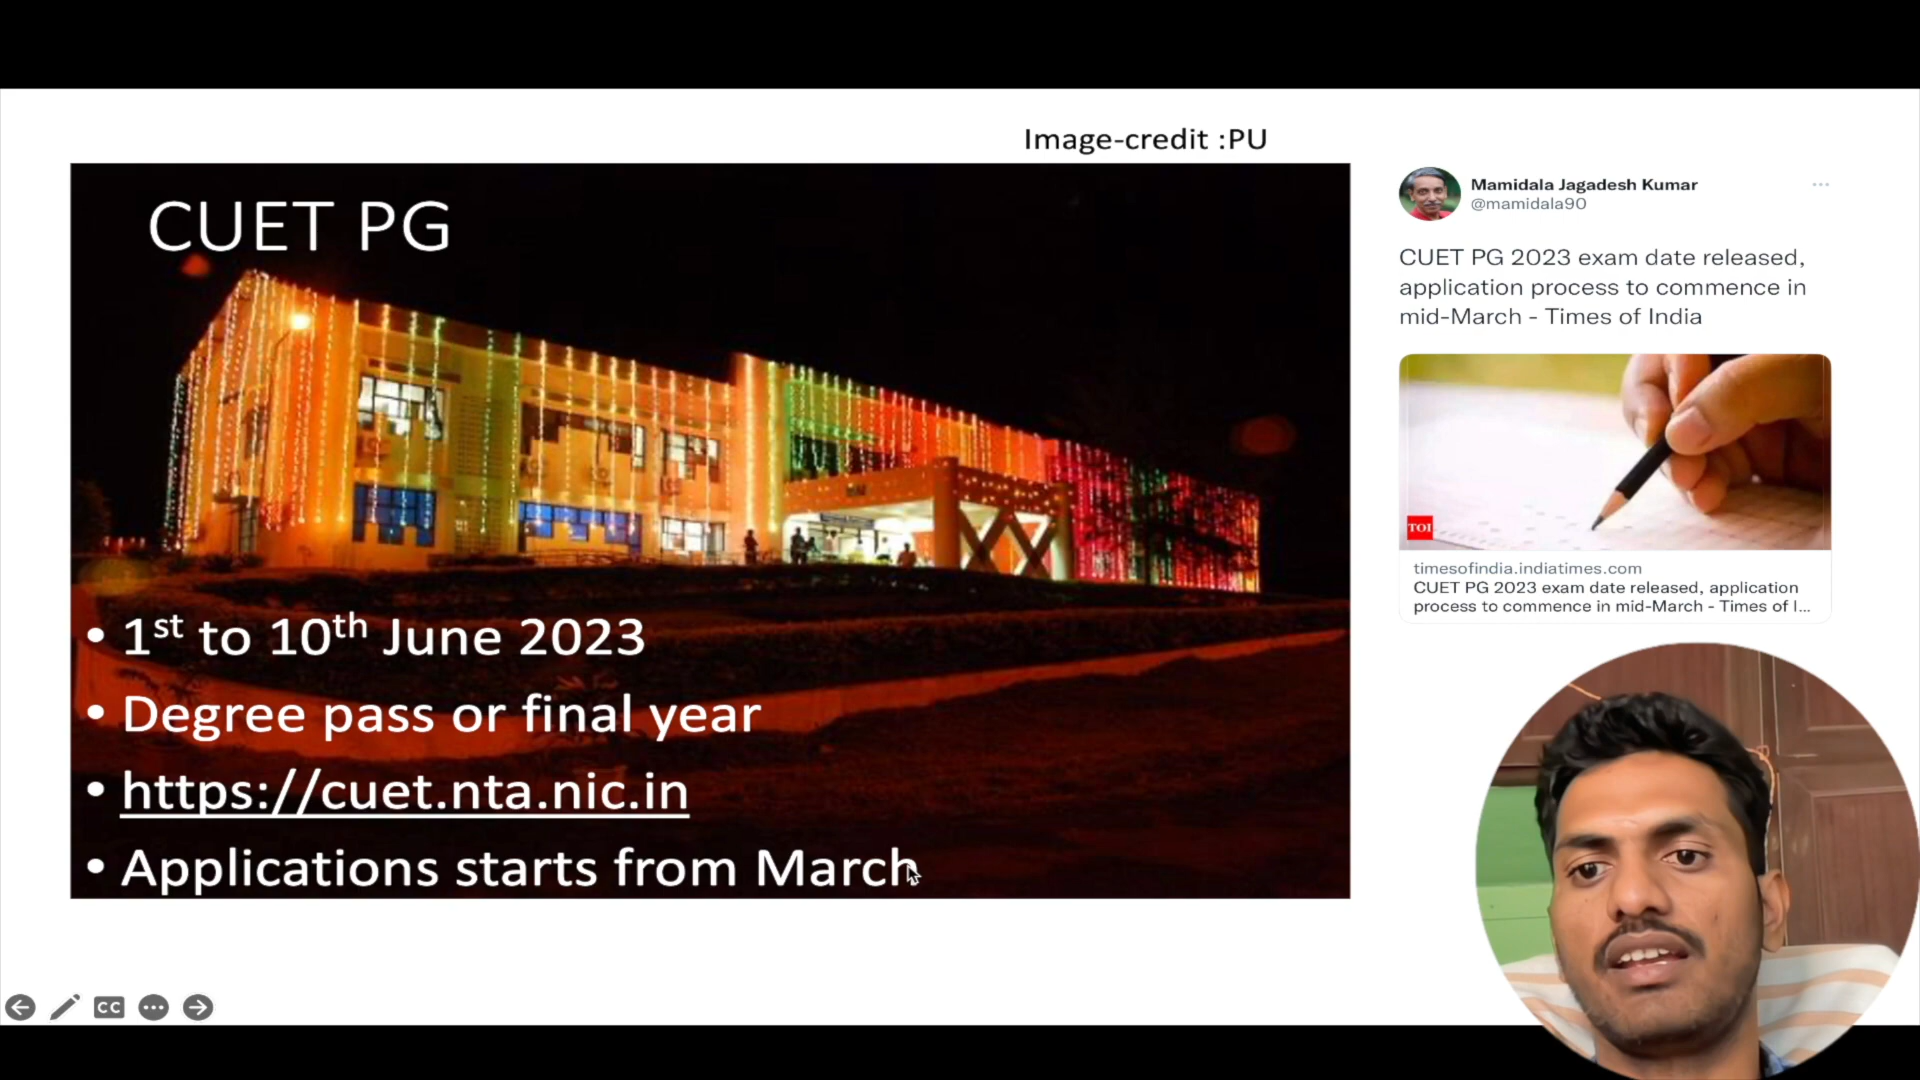 Image-credit :PU
CUET PG
• 1st to 10th June 2023
• Degree pass or final year
• https://cuet.nta.nic.in
• Applications starts from March
Mamidala Jagadesh Kumar
@mamidala90
CUET PG 2023 exam date released,
application process to commence in
mid-March - Times of India
TOI
timesofindia.indiatimes.com
CUET PG 2023 exam date released, application
process to commence in mid-March - Times of I...
CC